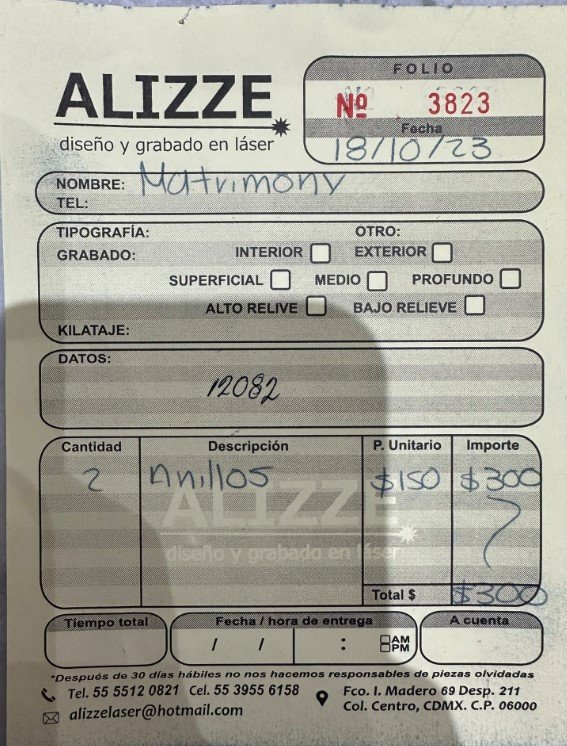 ALIZZE
diseño y grabado en láser
FOLIO
Nº 3823
Fecha
18/10/23
NOMBRE: Matrimony
TEL:
TIPOGRAFÍA: OTRO:
GRABADO: INTERIOR EXTERIOR
SUPERFICIAL MEDIO PROFUNDO
ALTO RELIVE BAJO RELIEVE
KILATAJE:
DATOS:
12082
Cantidad Descripción P. Unitario Importe
2 Anillos $150 $300
ALIZZE
diseño y grabado en láser
Total $ $300
Tiempo total Fecha / hora de entrega A cuenta
/ / : AM PM
*Después de 30 días hábiles no nos hacemos responsables de piezas olvidadas
Tel. 55 5512 0821 Cel. 55 3955 6158
alizzelaser@hotmail.com
Fco. I. Madero 69 Desp. 211
Col. Centro, CDMX. C.P. 06000